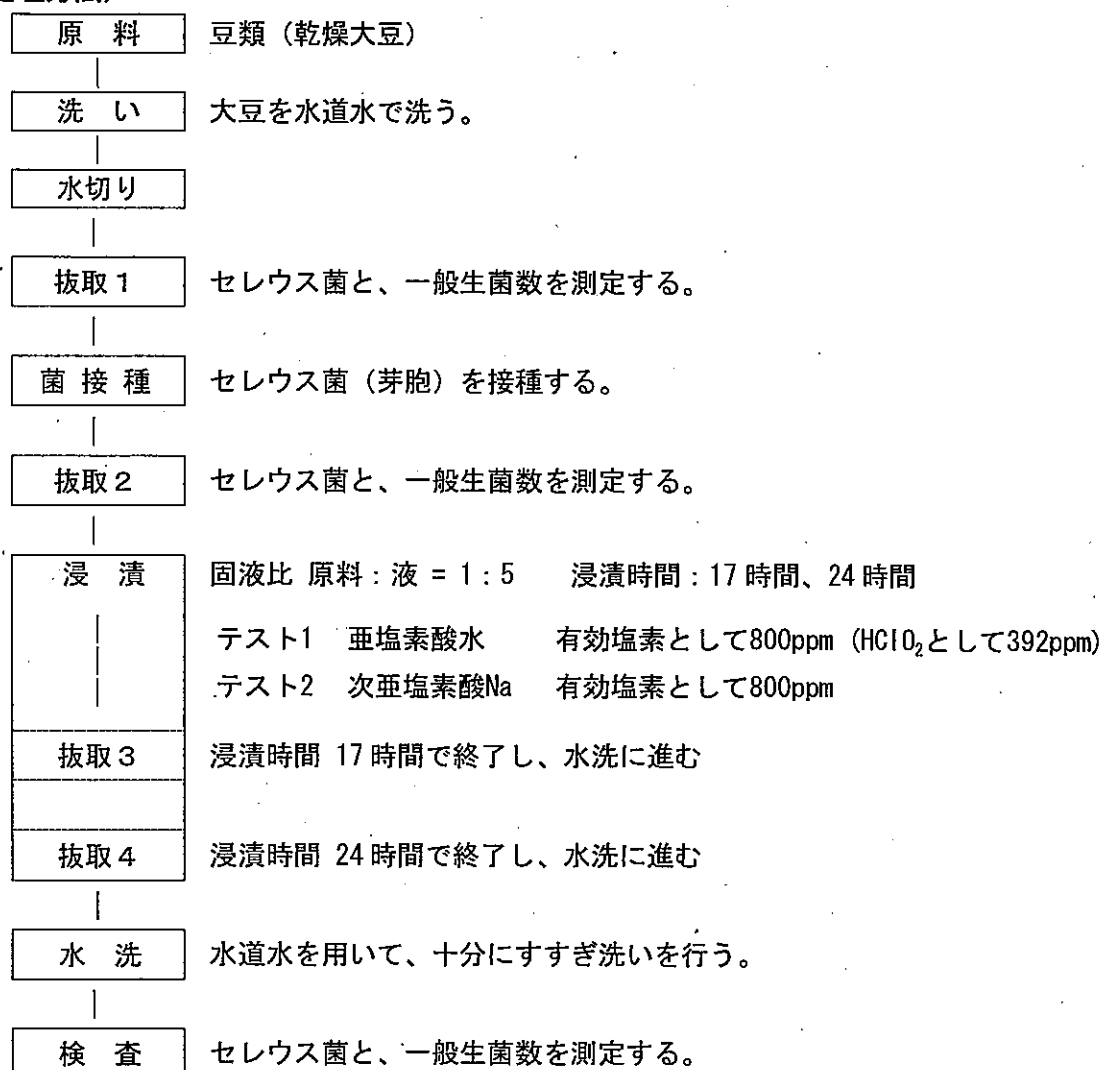 原 料 豆類（乾燥大豆）
洗 い 大豆を水道水で洗う。
水切り
抜取１ セレウス菌と、一般生菌数を測定する。
菌 接 種 セレウス菌（芽胞）を接種する。
抜取２ セレウス菌と、一般生菌数を測定する。
浸 漬 固液比 原料：液 = 1：5 浸漬時間：17時間、24時間
テスト1 亜塩素酸水 有効塩素として800ppm (HClO₂として392ppm)
テスト2 次亜塩素酸Na 有効塩素として800ppm
抜取３ 浸漬時間 17時間で終了し、水洗に進む
抜取４ 浸漬時間 24時間で終了し、水洗に進む
水 洗 水道水を用いて、十分にすすぎ洗いを行う。
検 査 セレウス菌と、一般生菌数を測定する。